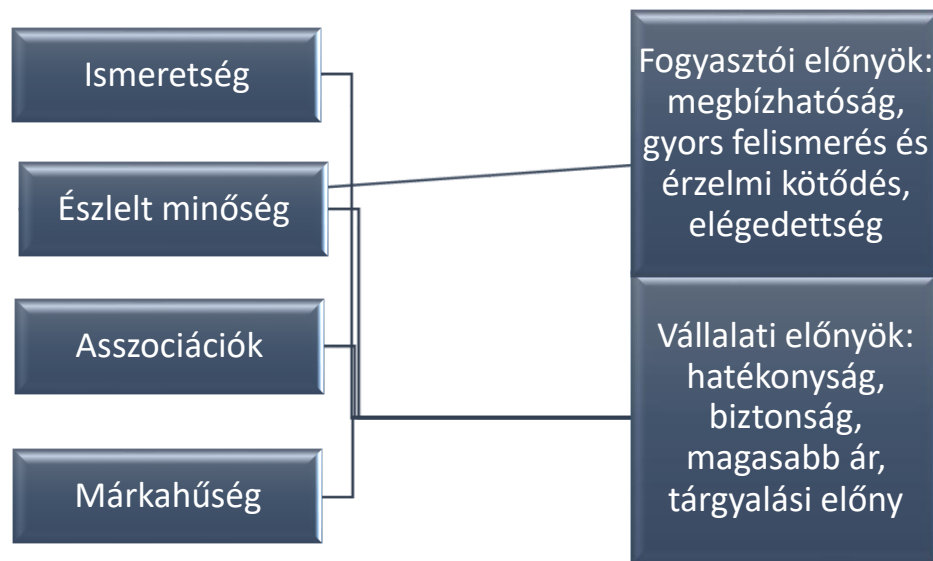 Ismeretség
Észlelt minőség
Asszociációk
Márkahűség
Fogyasztói előnyök:
megbízhatóság,
gyors felismerés és
érzelmi kötődés,
elégedettség
Vállalati előnyök:
hatékonyság,
biztonság,
magasabb ár,
tárgyalási előny